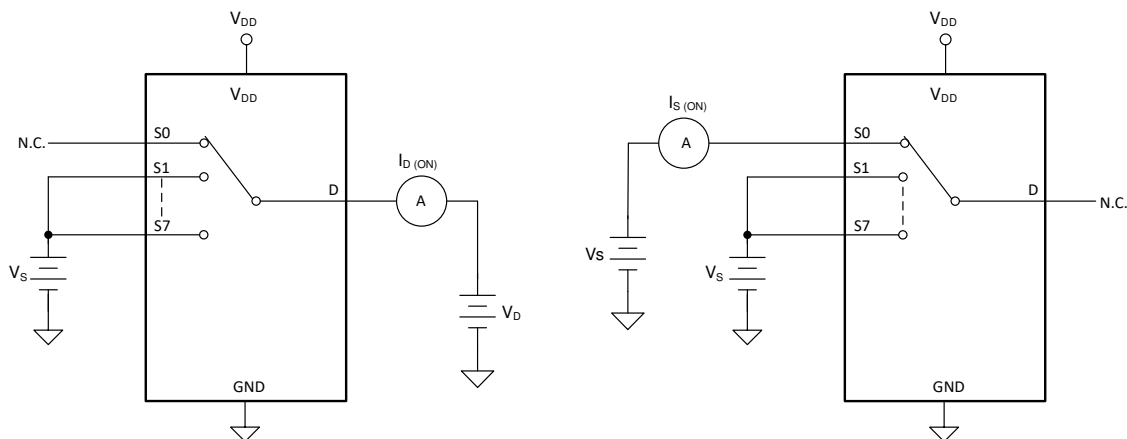 VDD
VDD
N.C.
S0
S1
S7
VS
D
ID (ON)
A
VD
GND
VDD
VDD
IS (ON)
A
Vs
S0
S1
S7
VS
D
N.C.
GND